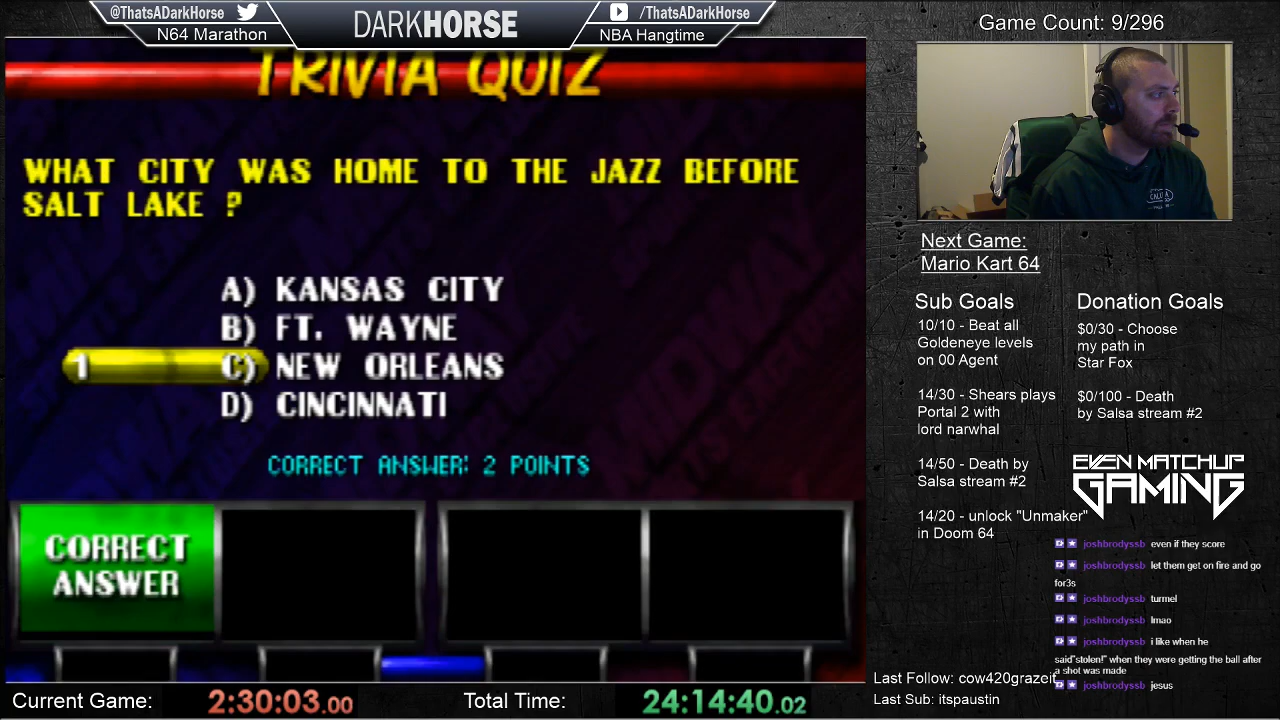 @ThatsADarkHorse
N64 Marathon
DARKHORSE
/ThatsADarkHorse
NBA Hangtime
Game Count: 9/296
TRIVIA QUIZ
WHAT CITY WAS HOME TO THE JAZZ BEFORE
SALT LAKE ?
A) KANSAS CITY
B) FT. WAYNE
1 C) NEW ORLEANS
D) CINCINNATI
CORRECT ANSWER: 2 POINTS
CORRECT
ANSWER
Next Game:
Mario Kart 64
Sub Goals
10/10 - Beat all
Goldeneye levels
on 00 Agent
14/30 - Shears plays
Portal 2 with
lord narwhal
14/50 - Death by
Salsa stream #2
14/20 - unlock "Unmaker"
in Doom 64
Donation Goals
$0/30 - Choose
my path in
Star Fox
$0/100 - Death
by Salsa stream #2
EVEN MATCHUP
GAMING
joshbrodyssb even if they score
joshbrodyssb let them get on fire and go
for3s
joshbrodyssb turmel
joshbrodyssb lmao
joshbrodyssb i like when he
said"stolen!" when they were getting the ball after
a shot was made
joshbrodyssb jesus
Last Follow: cow420grazeit
Last Sub: itspaustin
Current Game: 2:30:03.00
Total Time: 24:14:40.02